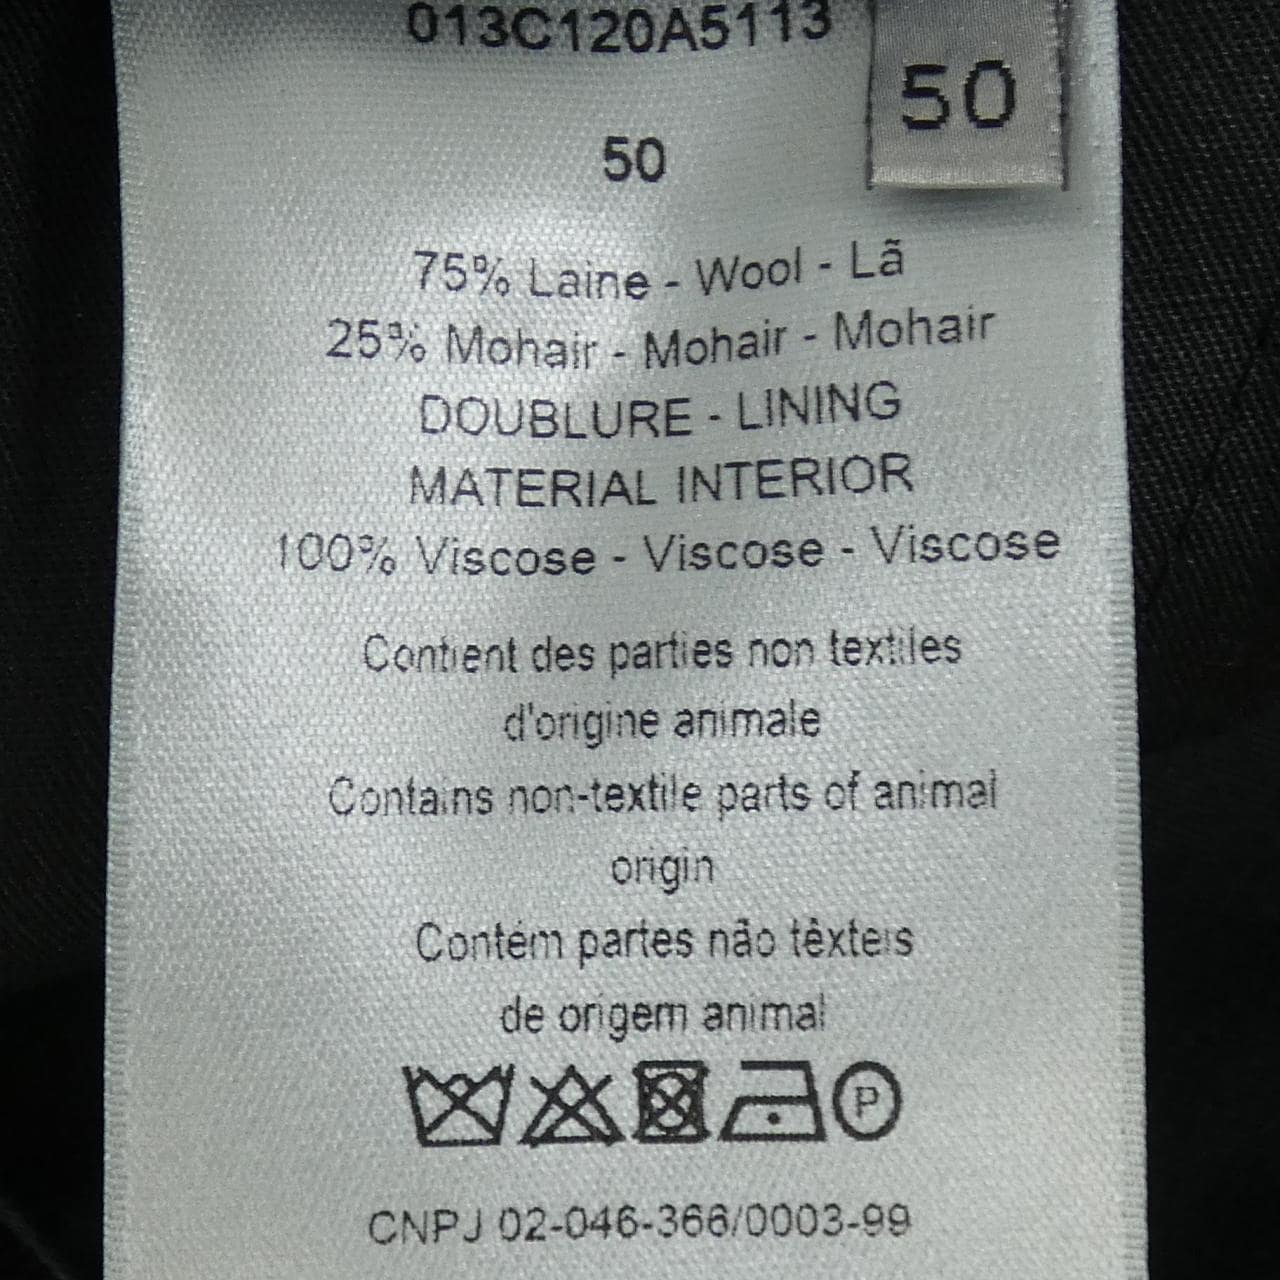 013C120A5113
50
50
75% Laine - Wool - Lã
25% Mohair - Mohair - Mohair
DOUBLURE - LINING
MATERIAL INTERIOR
100% Viscose - Viscose - Viscose
Contient des parties non textiles
d'origine animale
Contains non-textile parts of animal
origin
Contém partes não têxteis
de origem animal
P
CNPJ 02-046-366/0003-99